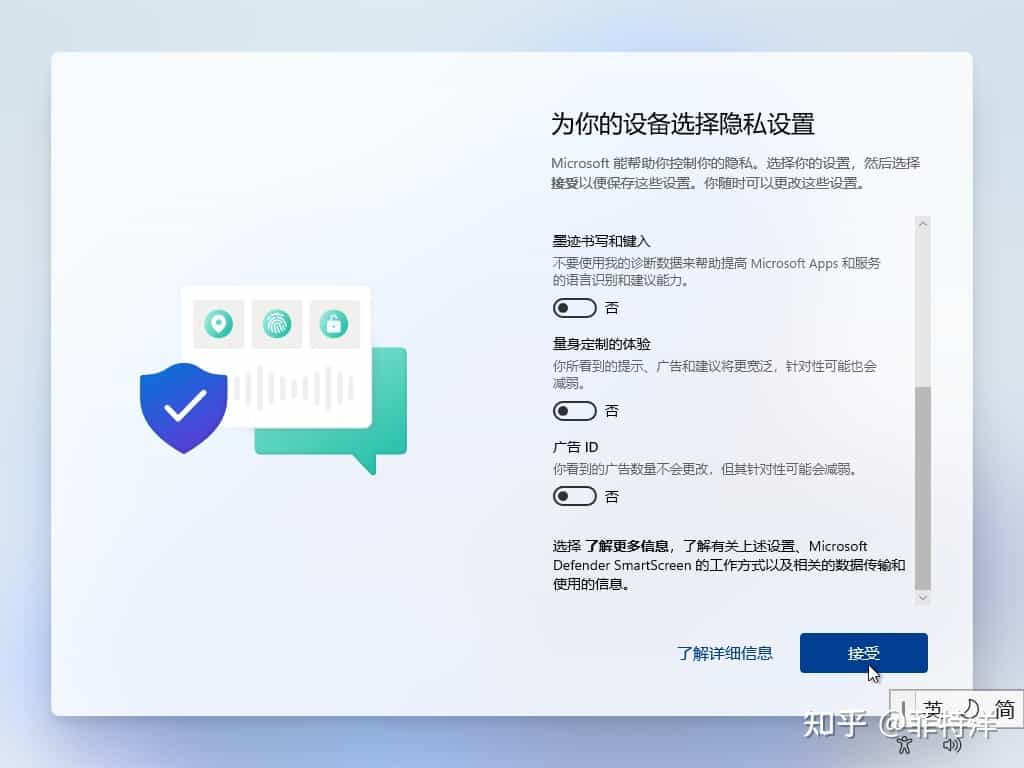 为你的设备选择隐私设置
Microsoft 能帮助你控制你的隐私。选择你的设置，然后选择
接受以便保存这些设置。你随时可以更改这些设置。
墨迹书写和键入
不要使用我的诊断数据来帮助提高 Microsoft Apps 和服务
的语言识别和建议能力。
否
量身定制的体验
你所看到的提示、广告和建议将更宽泛，针对性可能也会
减弱。
否
广告 ID
你看到的广告数量不会更改，但其针对性可能会减弱。
否
选择 了解更多信息，了解有关上述设置、Microsoft
Defender SmartScreen 的工作方式以及相关的数据传输和
使用的信息。
了解详细信息
接受
英 简
知乎 @菲特洋